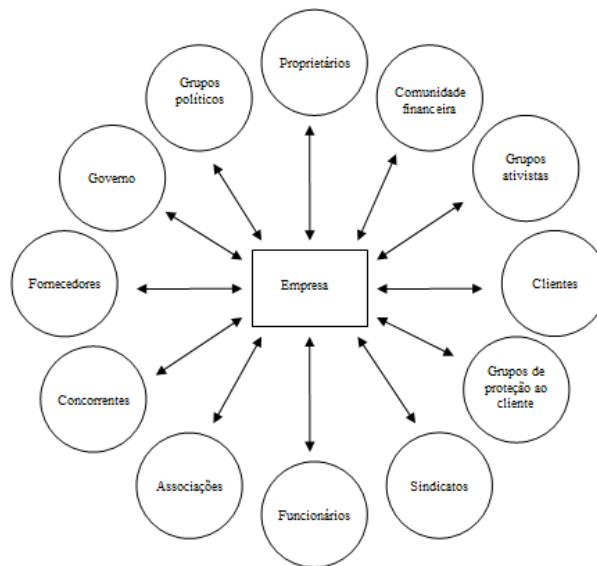 Proprietários
Grupos
políticos
Comunidade
financeira
Governo
Grupos
ativistas
Fornecedores
Empresa
Clientes
Concorrentes
Grupos de
proteção ao
cliente
Associações
Sindicatos
Funcionários